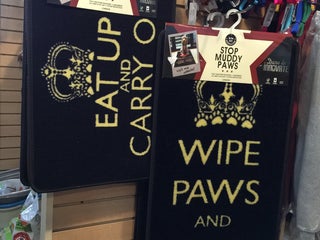 EAT UP
AND
CARRY O
STOP
MUDDY
PAWS
WIPE
PAWS
AND